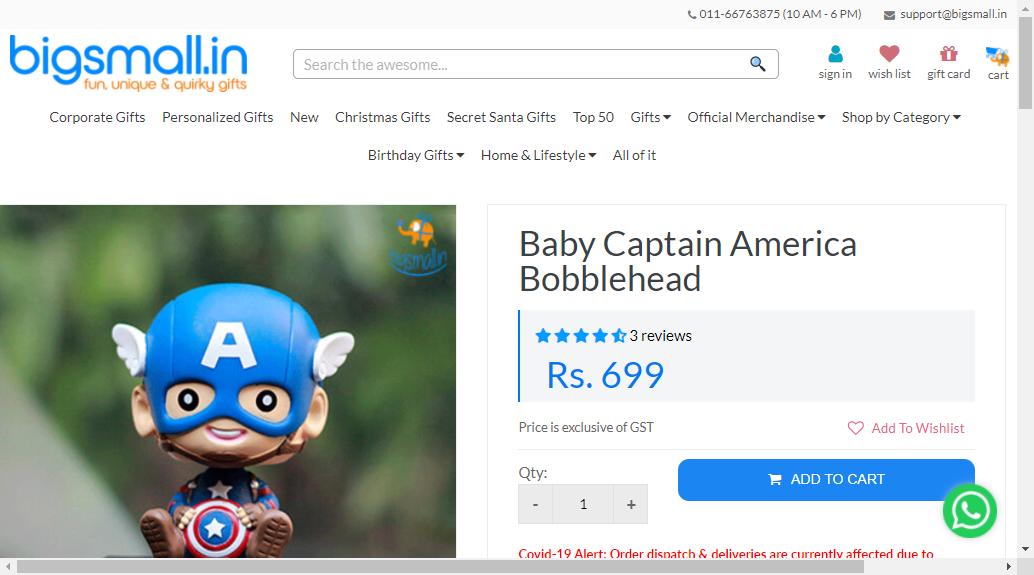 011-66763875 (10 AM - 6 PM) support@bigsmall.in
bigsmall.in
fun, unique & quirky gifts
Search the awesome...
sign in wish list gift card cart
Corporate Gifts Personalized Gifts New Christmas Gifts Secret Santa Gifts Top 50 Gifts Official Merchandise Shop by Category
Birthday Gifts Home & Lifestyle All of it
bigsmall.in
A
Baby Captain America
Bobblehead
3 reviews
Rs. 699
Price is exclusive of GST
Add To Wishlist
Qty:
- 1 +
ADD TO CART
Covid-19 Alert: Order dispatch & deliveries are currently affected due to